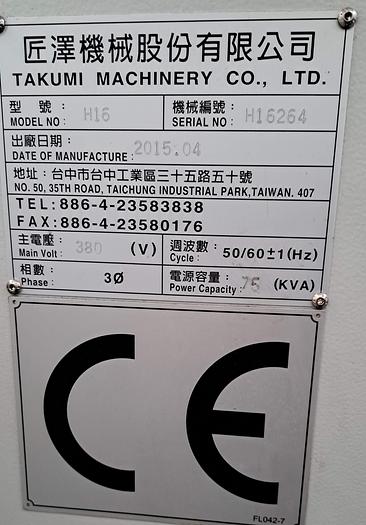 匠澤機械股份有限公司
TAKUMI MACHINERY CO., LTD.
型 號: 機械編號:
MODEL NO: H16 SERIAL NO: H16264
出廠日期:
DATE OF MANUFACTURE: 2015.04
地址: 台中市台中工業區三十五路五十號
NO. 50, 35TH ROAD, TAICHUNG INDUSTRIAL PARK, TAIWAN. 407
TEL:886-4-23583838
FAX:886-4-23580176
主電壓: 週波數:
Main Volt: 380 (V) Cycle: 50/60±1(Hz)
相數: 電源容量:
Phase: 3Ø Power Capacity: 75 (KVA)
CE
FL042-7